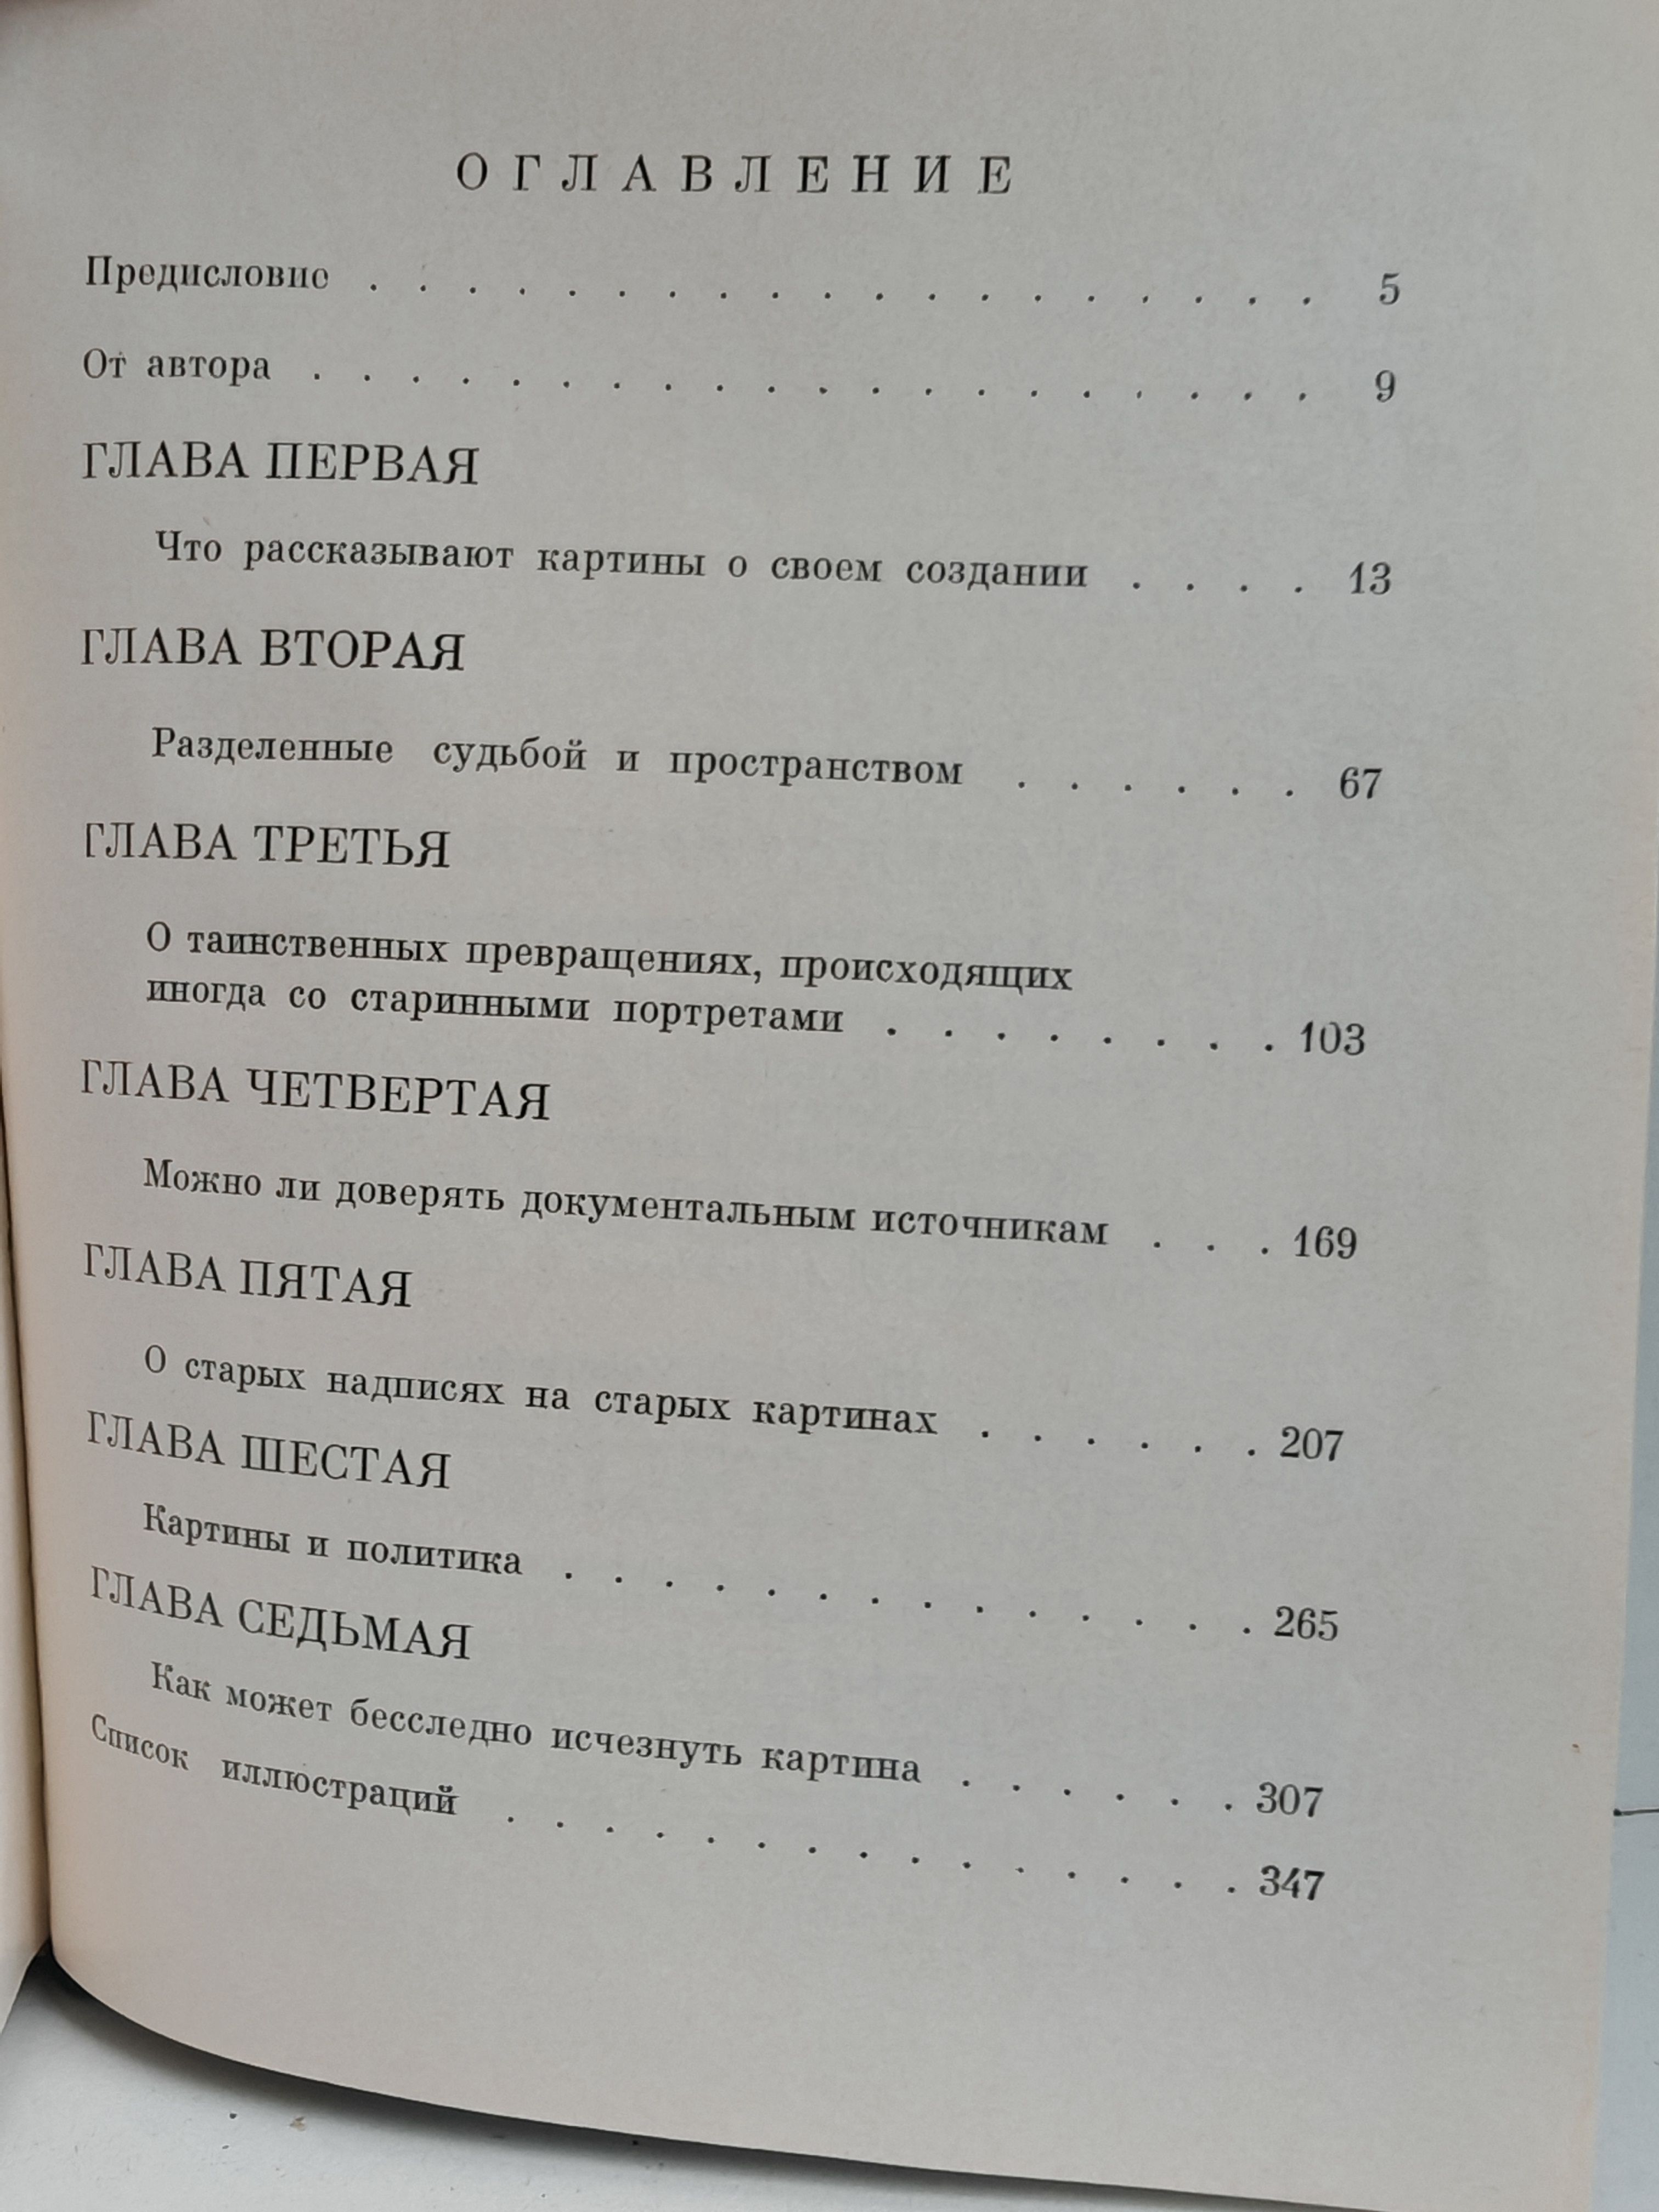 ОГЛАВЛЕНИЕ
Предисловие . . . . . . . . . . . . . . . . . . . 5
От автора . . . . . . . . . . . . . . . . . . . . 9
ГЛАВА ПЕРВАЯ
Что рассказывают картины о своем создании . . . . 13
ГЛАВА ВТОРАЯ
Разделенные судьбой и пространством . . . . . . 67
ГЛАВА ТРЕТЬЯ
О таинственных превращениях, происходящих
иногда со старинными портретами . . . . . . . . 103
ГЛАВА ЧЕТВЕРТАЯ
Можно ли доверять документальным источникам . . . 169
ГЛАВА ПЯТАЯ
О старых надписях на старых картинах . . . . . . 207
ГЛАВА ШЕСТАЯ
Картины и политика . . . . . . . . . . . . . . 265
ГЛАВА СЕДЬМАЯ
Как может бесследно исчезнуть картина . . . . . . 307
Список иллюстраций . . . . . . . . . . . . . . . 347